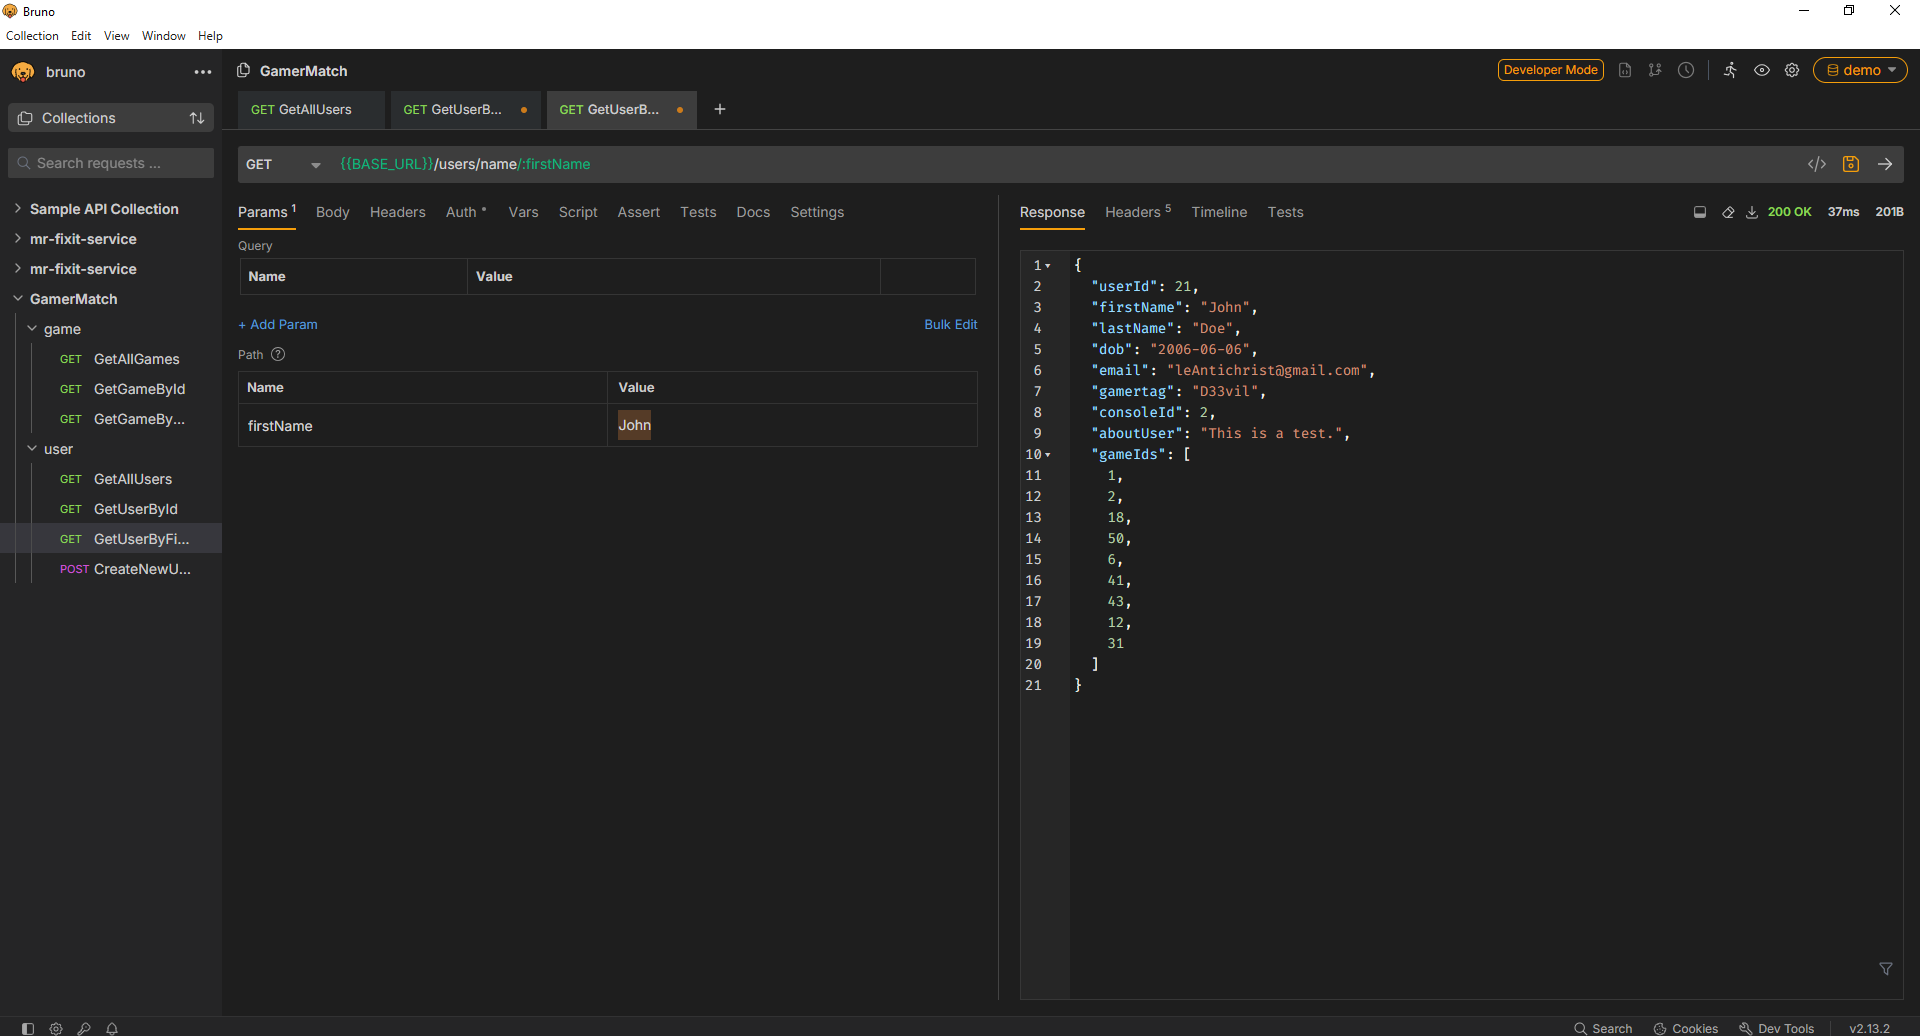 Bruno
Collection Edit View Window Help
bruno
GamerMatch
Developer Mode
demo
Collections
GET GetAllUsers
GET GetUserB...
GET GetUserB...
+
Search requests ...
GET
{{BASE_URL}}/users/name/:firstName
Sample API Collection
mr-fixit-service
mr-fixit-service
GamerMatch
game
GET GetAllGames
GET GetGameById
GET GetGameBy...
user
GET GetAllUsers
GET GetUserById
GET GetUserByFi...
POST CreateNewU...
Params 1 Body Headers Auth Vars Script Assert Tests Docs Settings
Query
Name Value
+ Add Param Bulk Edit
Path ?
Name Value
firstName John
Response Headers 5 Timeline Tests
200 OK 37ms 201B
1 {
2 "userId": 21,
3 "firstName": "John",
4 "lastName": "Doe",
5 "dob": "2006-06-06",
6 "email": "leAntichrist@gmail.com",
7 "gamertag": "D33vil",
8 "consoleId": 2,
9 "aboutUser": "This is a test.",
10 "gameIds": [
11 1,
12 2,
13 18,
14 50,
15 6,
16 41,
17 43,
18 12,
19 31
20 ]
21 }
Search Cookies Dev Tools v2.13.2